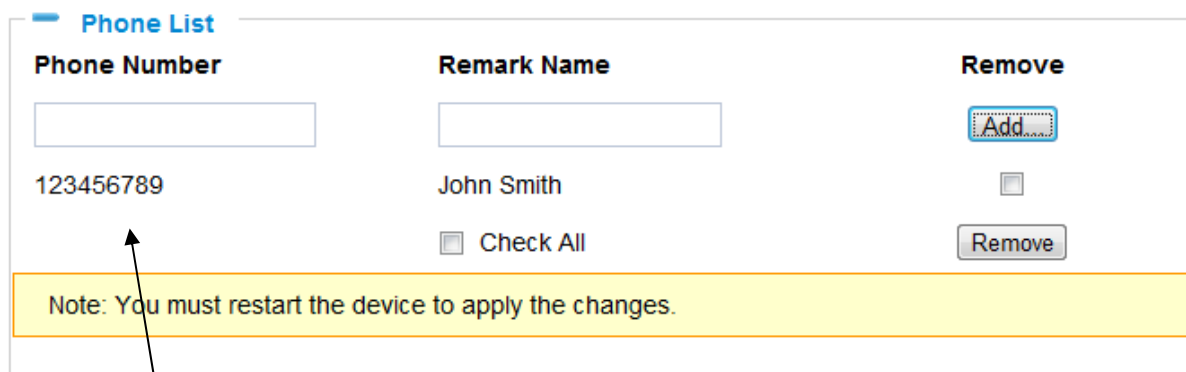 Phone List
Phone Number Remark Name Remove
Add....
123456789 John Smith
Check All Remove
Note: You must restart the device to apply the changes.